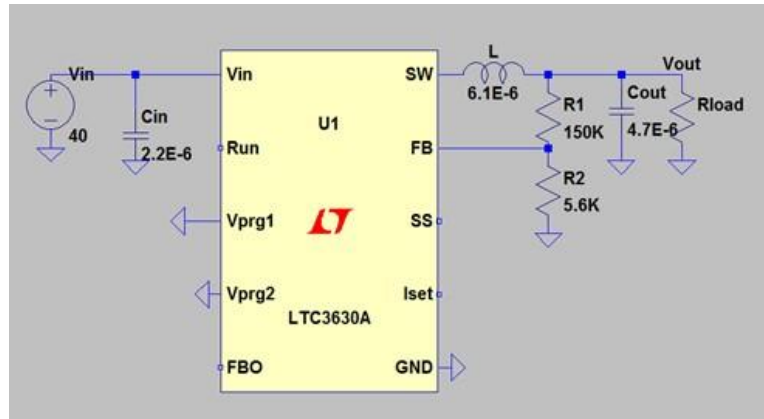 Vin
40
Cin
2.2E-6
Vin
Run
Vprg1
Vprg2
FBO
U1
LTC3630A
SW
FB
SS
Iset
GND
L
6.1E-6
R1
150K
R2
5.6K
Cout
4.7E-6
Vout
Rload